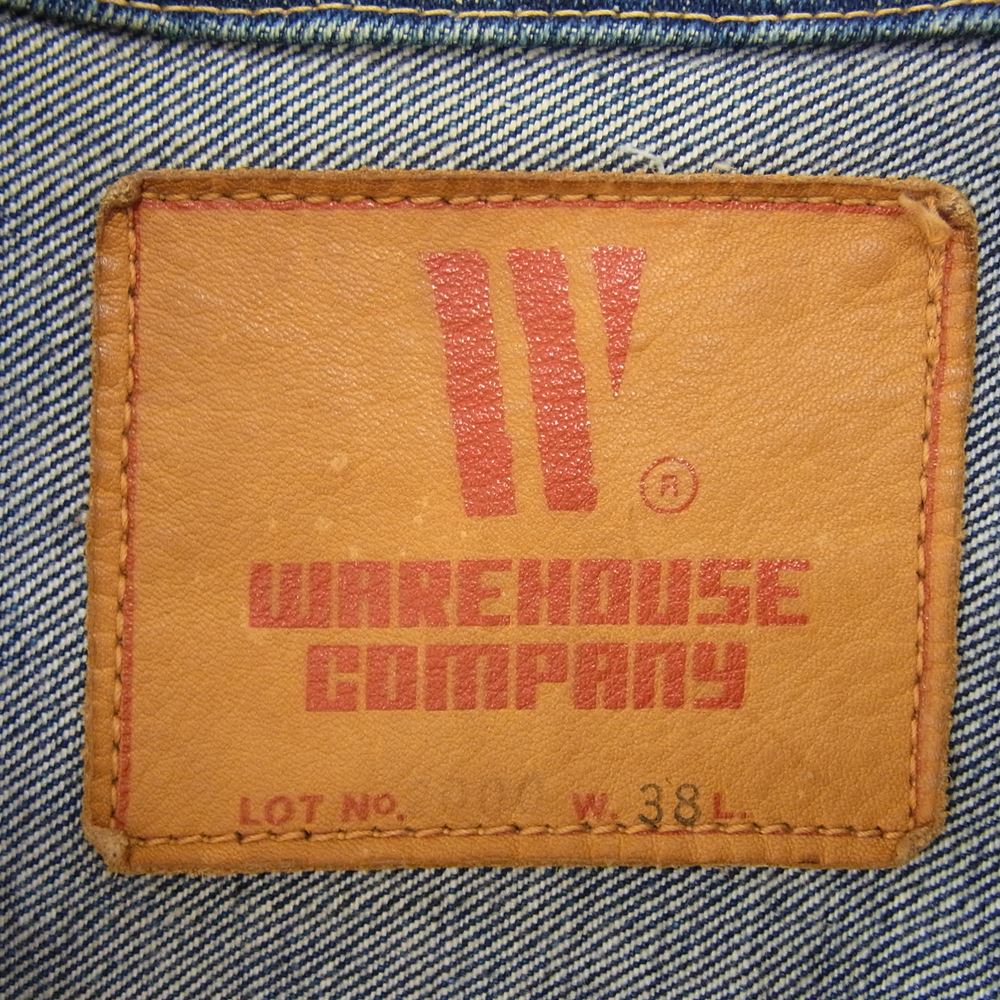 W
®
WAREHOUSE
COMPANY
LOT No. W. 38 L.